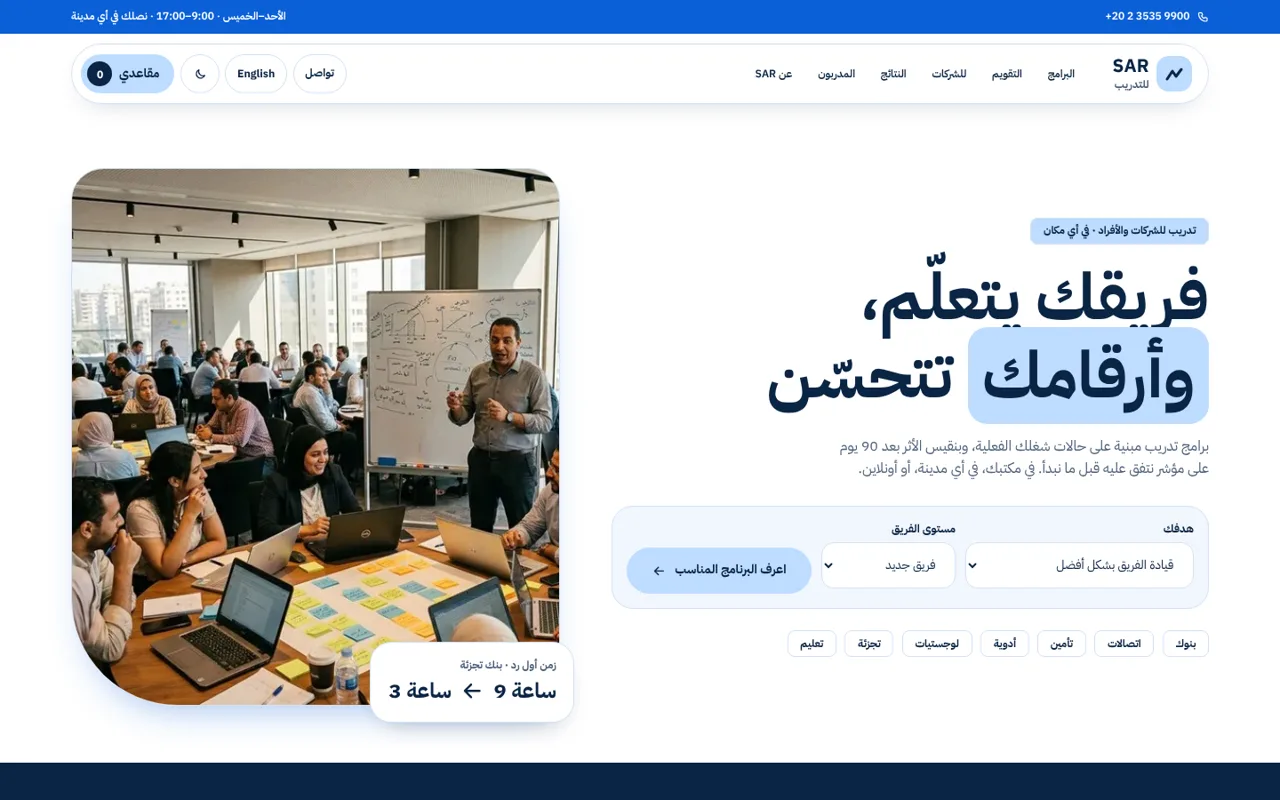 +20 2 3535 9900
الأحد–الخميس · 9:00–17:00 · نصلك في أي مدينة
SAR
للتدريب
البرامج
التقويم
للشركات
النتائج
المدربون
عن SAR
تواصل
English
مقاعدي 0
تدريب للشركات والأفراد · في أي مكان
فريقك يتعلّم،
وأرقامك تتحسّن
برامج تدريب مبنية على حالات شغلك الفعلية، وبنقيس الأثر بعد 90 يوم
على مؤشر نتفق عليه قبل ما نبدأ. في مكتبك، في أي مدينة، أو أونلاين.
هدفك
قيادة الفريق بشكل أفضل
مستوى الفريق
فريق جديد
اعرف البرنامج المناسب ←
بنوك
اتصالات
تأمين
أدوية
لوجستيات
تجزئة
تعليم
زمن أول رد · بنك تجزئة
9 ساعة ← 3 ساعة